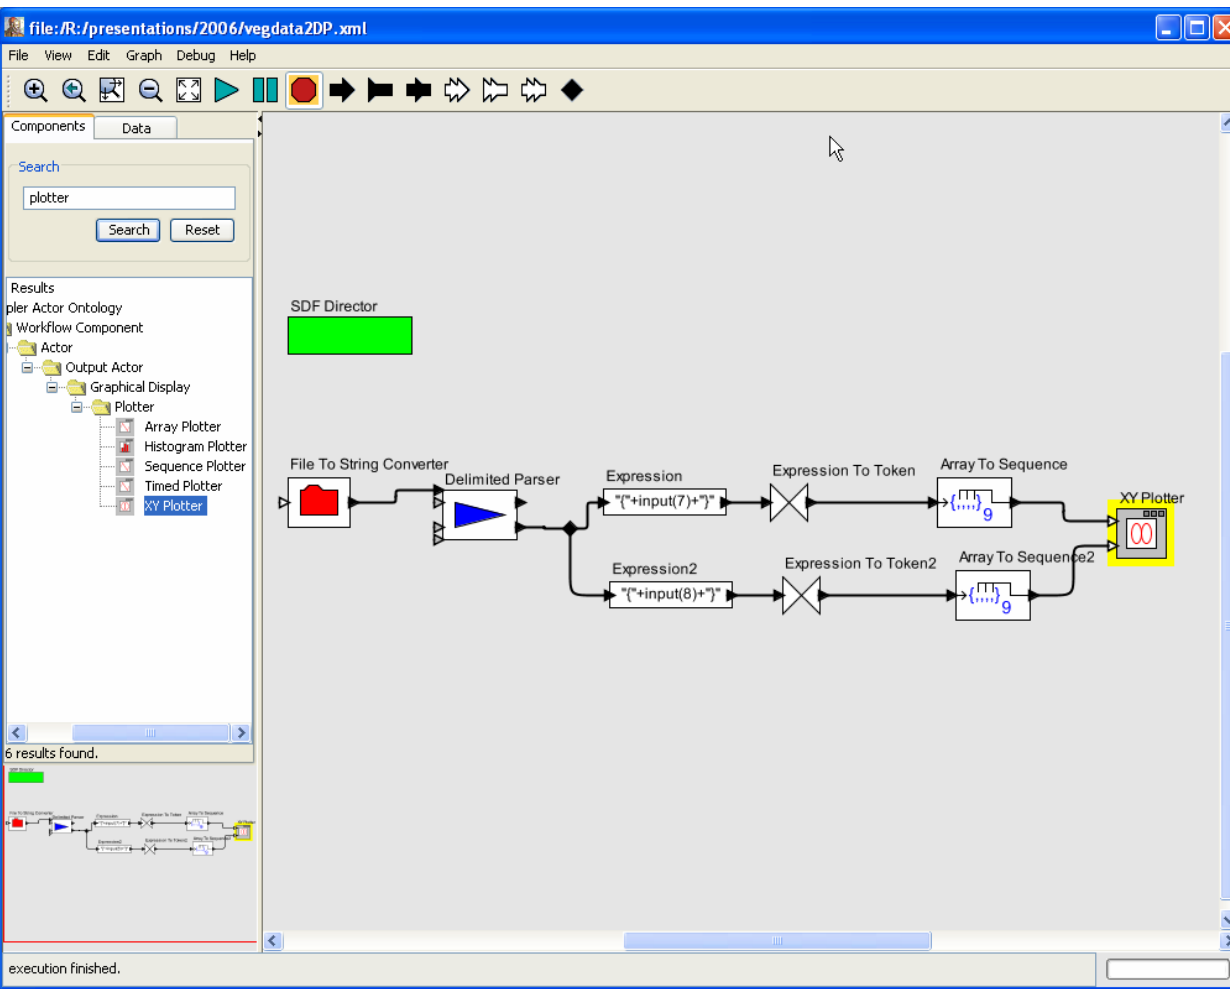 file:/R:/presentations/2006/vegdata2DP.xml
File View Edit Graph Debug Help
Components Data
Search
plotter
Search Reset
Results
pler Actor Ontology
Workflow Component
Actor
Output Actor
Graphical Display
Plotter
Array Plotter
Histogram Plotter
Sequence Plotter
Timed Plotter
XY Plotter
6 results found.
SDF Director
File To String Converter
Delimited Parser
Expression
"{"+input(7)+"}"
Expression To Token
Array To Sequence
{,,,,}
9
XY Plotter
Expression2
"{"+input(8)+"}"
Expression To Token2
Array To Sequence2
{,,,,}
9
execution finished.